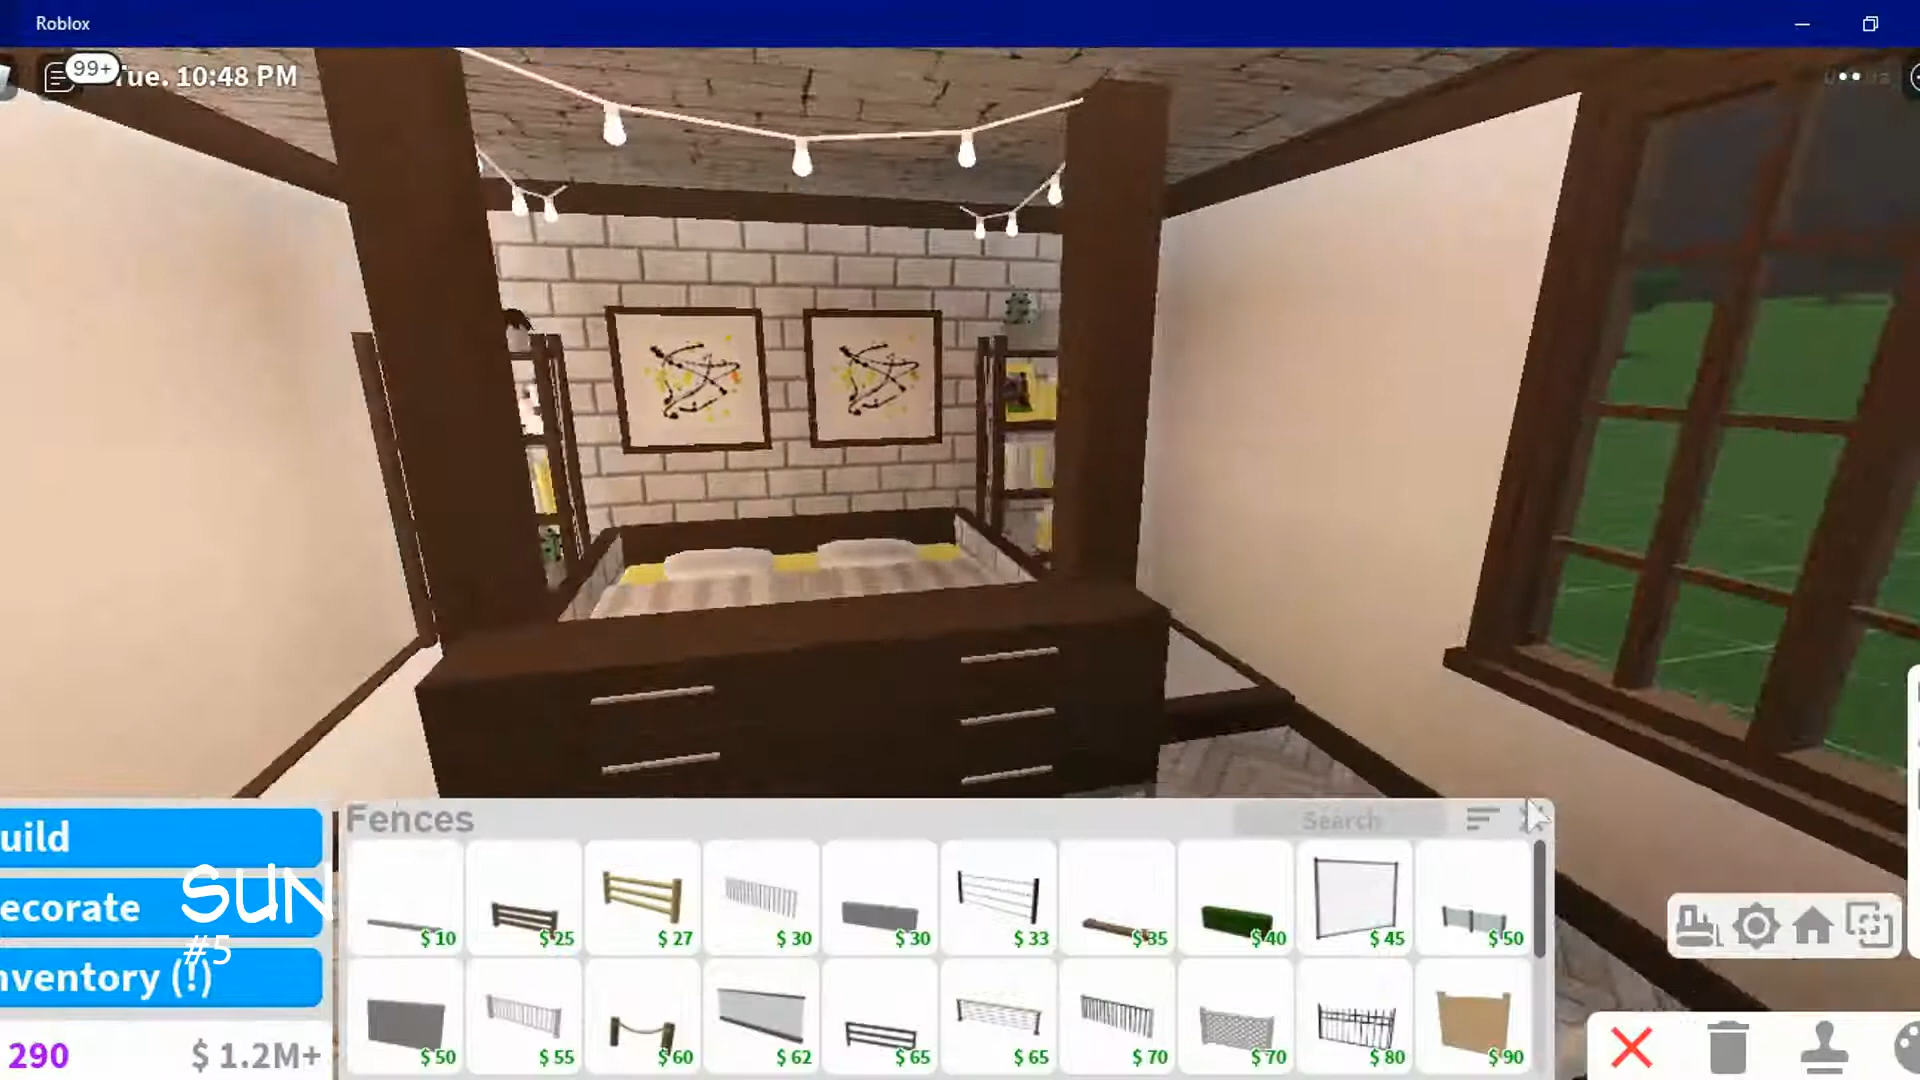 Roblox
99+
Tue. 10:48 PM
Fences
Search
uild
ecorate
SUN
#5
nventory (!)
290
$ 1.2M+
$ 10
$ 25
$ 27
$ 30
$ 30
$ 33
$ 35
$ 40
$ 45
$ 50
$ 50
$ 55
$ 60
$ 62
$ 65
$ 65
$ 70
$ 70
$ 80
$ 90